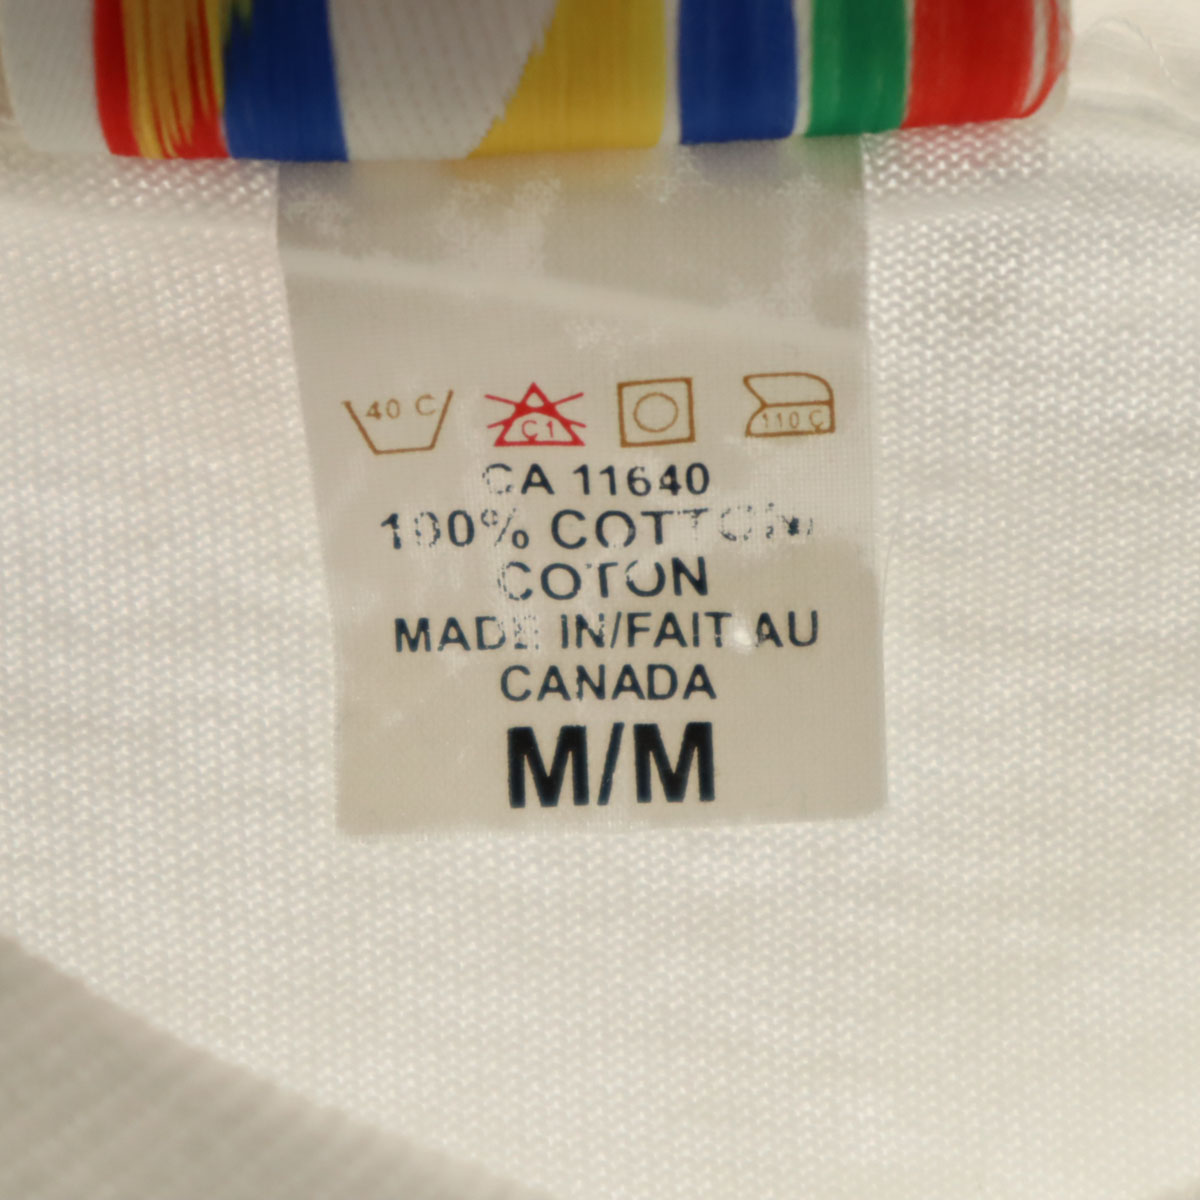 40 C C1 110 C
CA 11640
100% COTTON
COTON
MADE IN/FAIT AU
CANADA
M/M